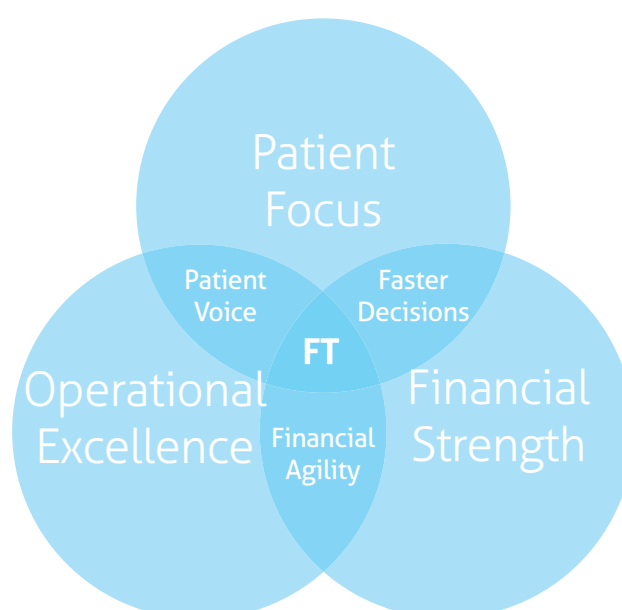 Patient
Focus
Patient
Voice
Faster
Decisions
FT
Operational
Excellence
Financial
Strength
Financial
Agility